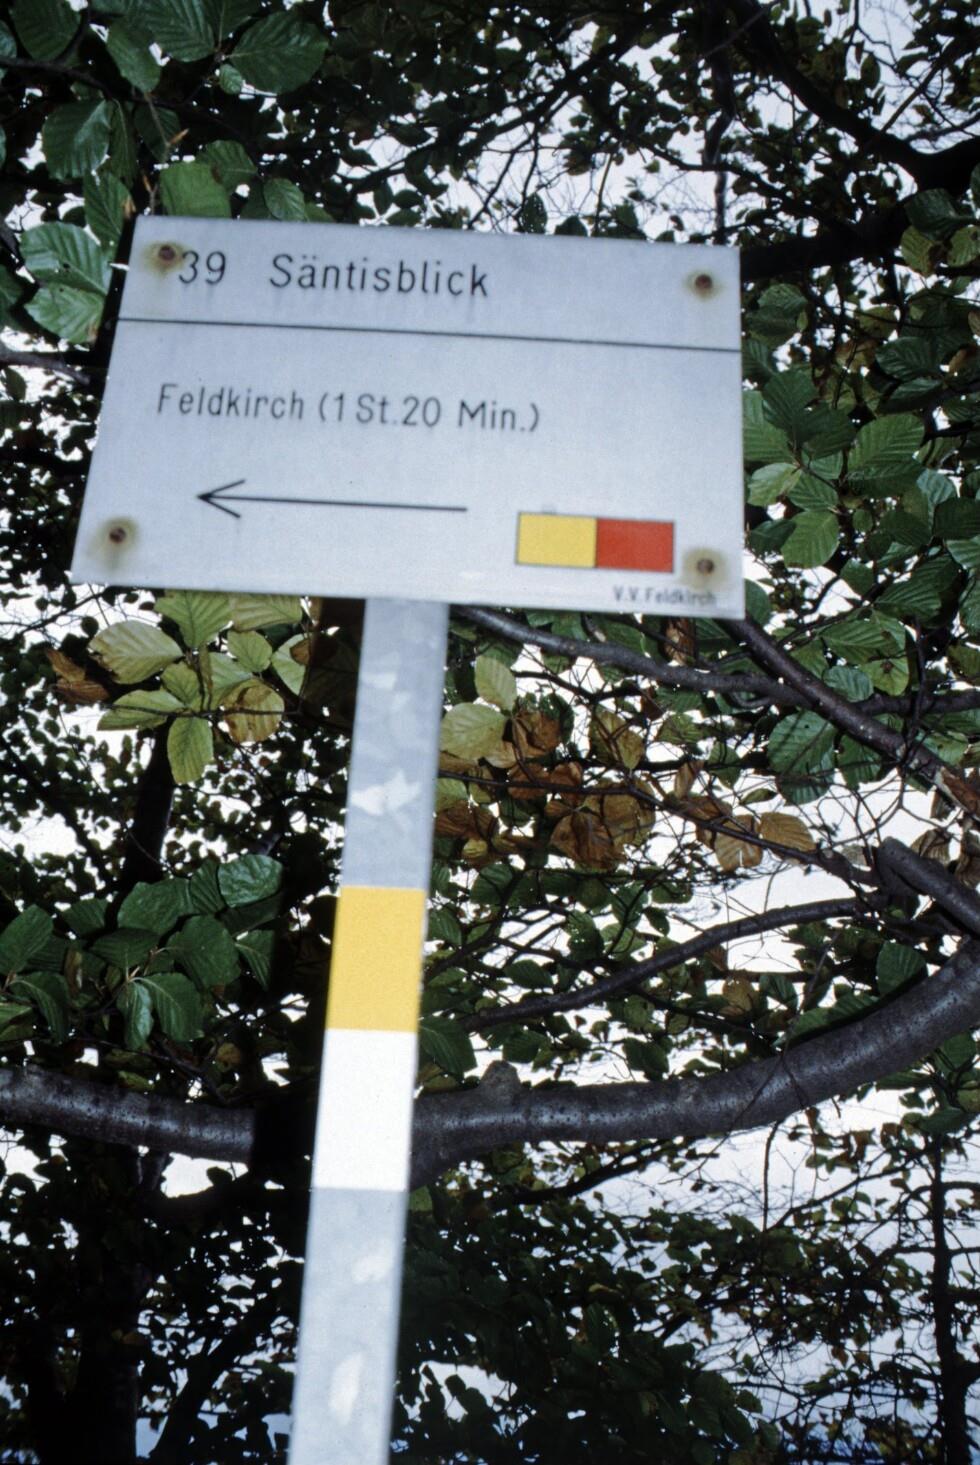 39 Säntisblick
Feldkirch (1 St. 20 Min.)
V.V. Feldkirch